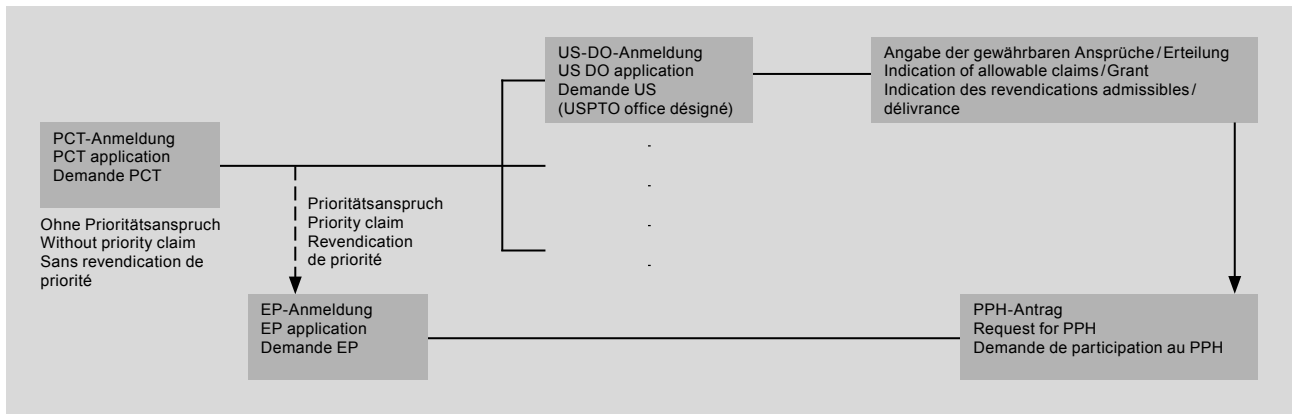 US-DO-Anmeldung
US DO application
Demande US
(USPTO office désigné)
Angabe der gewährbaren Ansprüche/Erteilung
Indication of allowable claims/Grant
Indication des revendications admissibles/
délivrance
PCT-Anmeldung
PCT application
Demande PCT
Ohne Prioritätsanspruch
Without priority claim
Sans revendication de
priorité
Prioritätsanspruch
Priority claim
Revendication
de priorité
EP-Anmeldung
EP application
Demande EP
PPH-Antrag
Request for PPH
Demande de participation au PPH